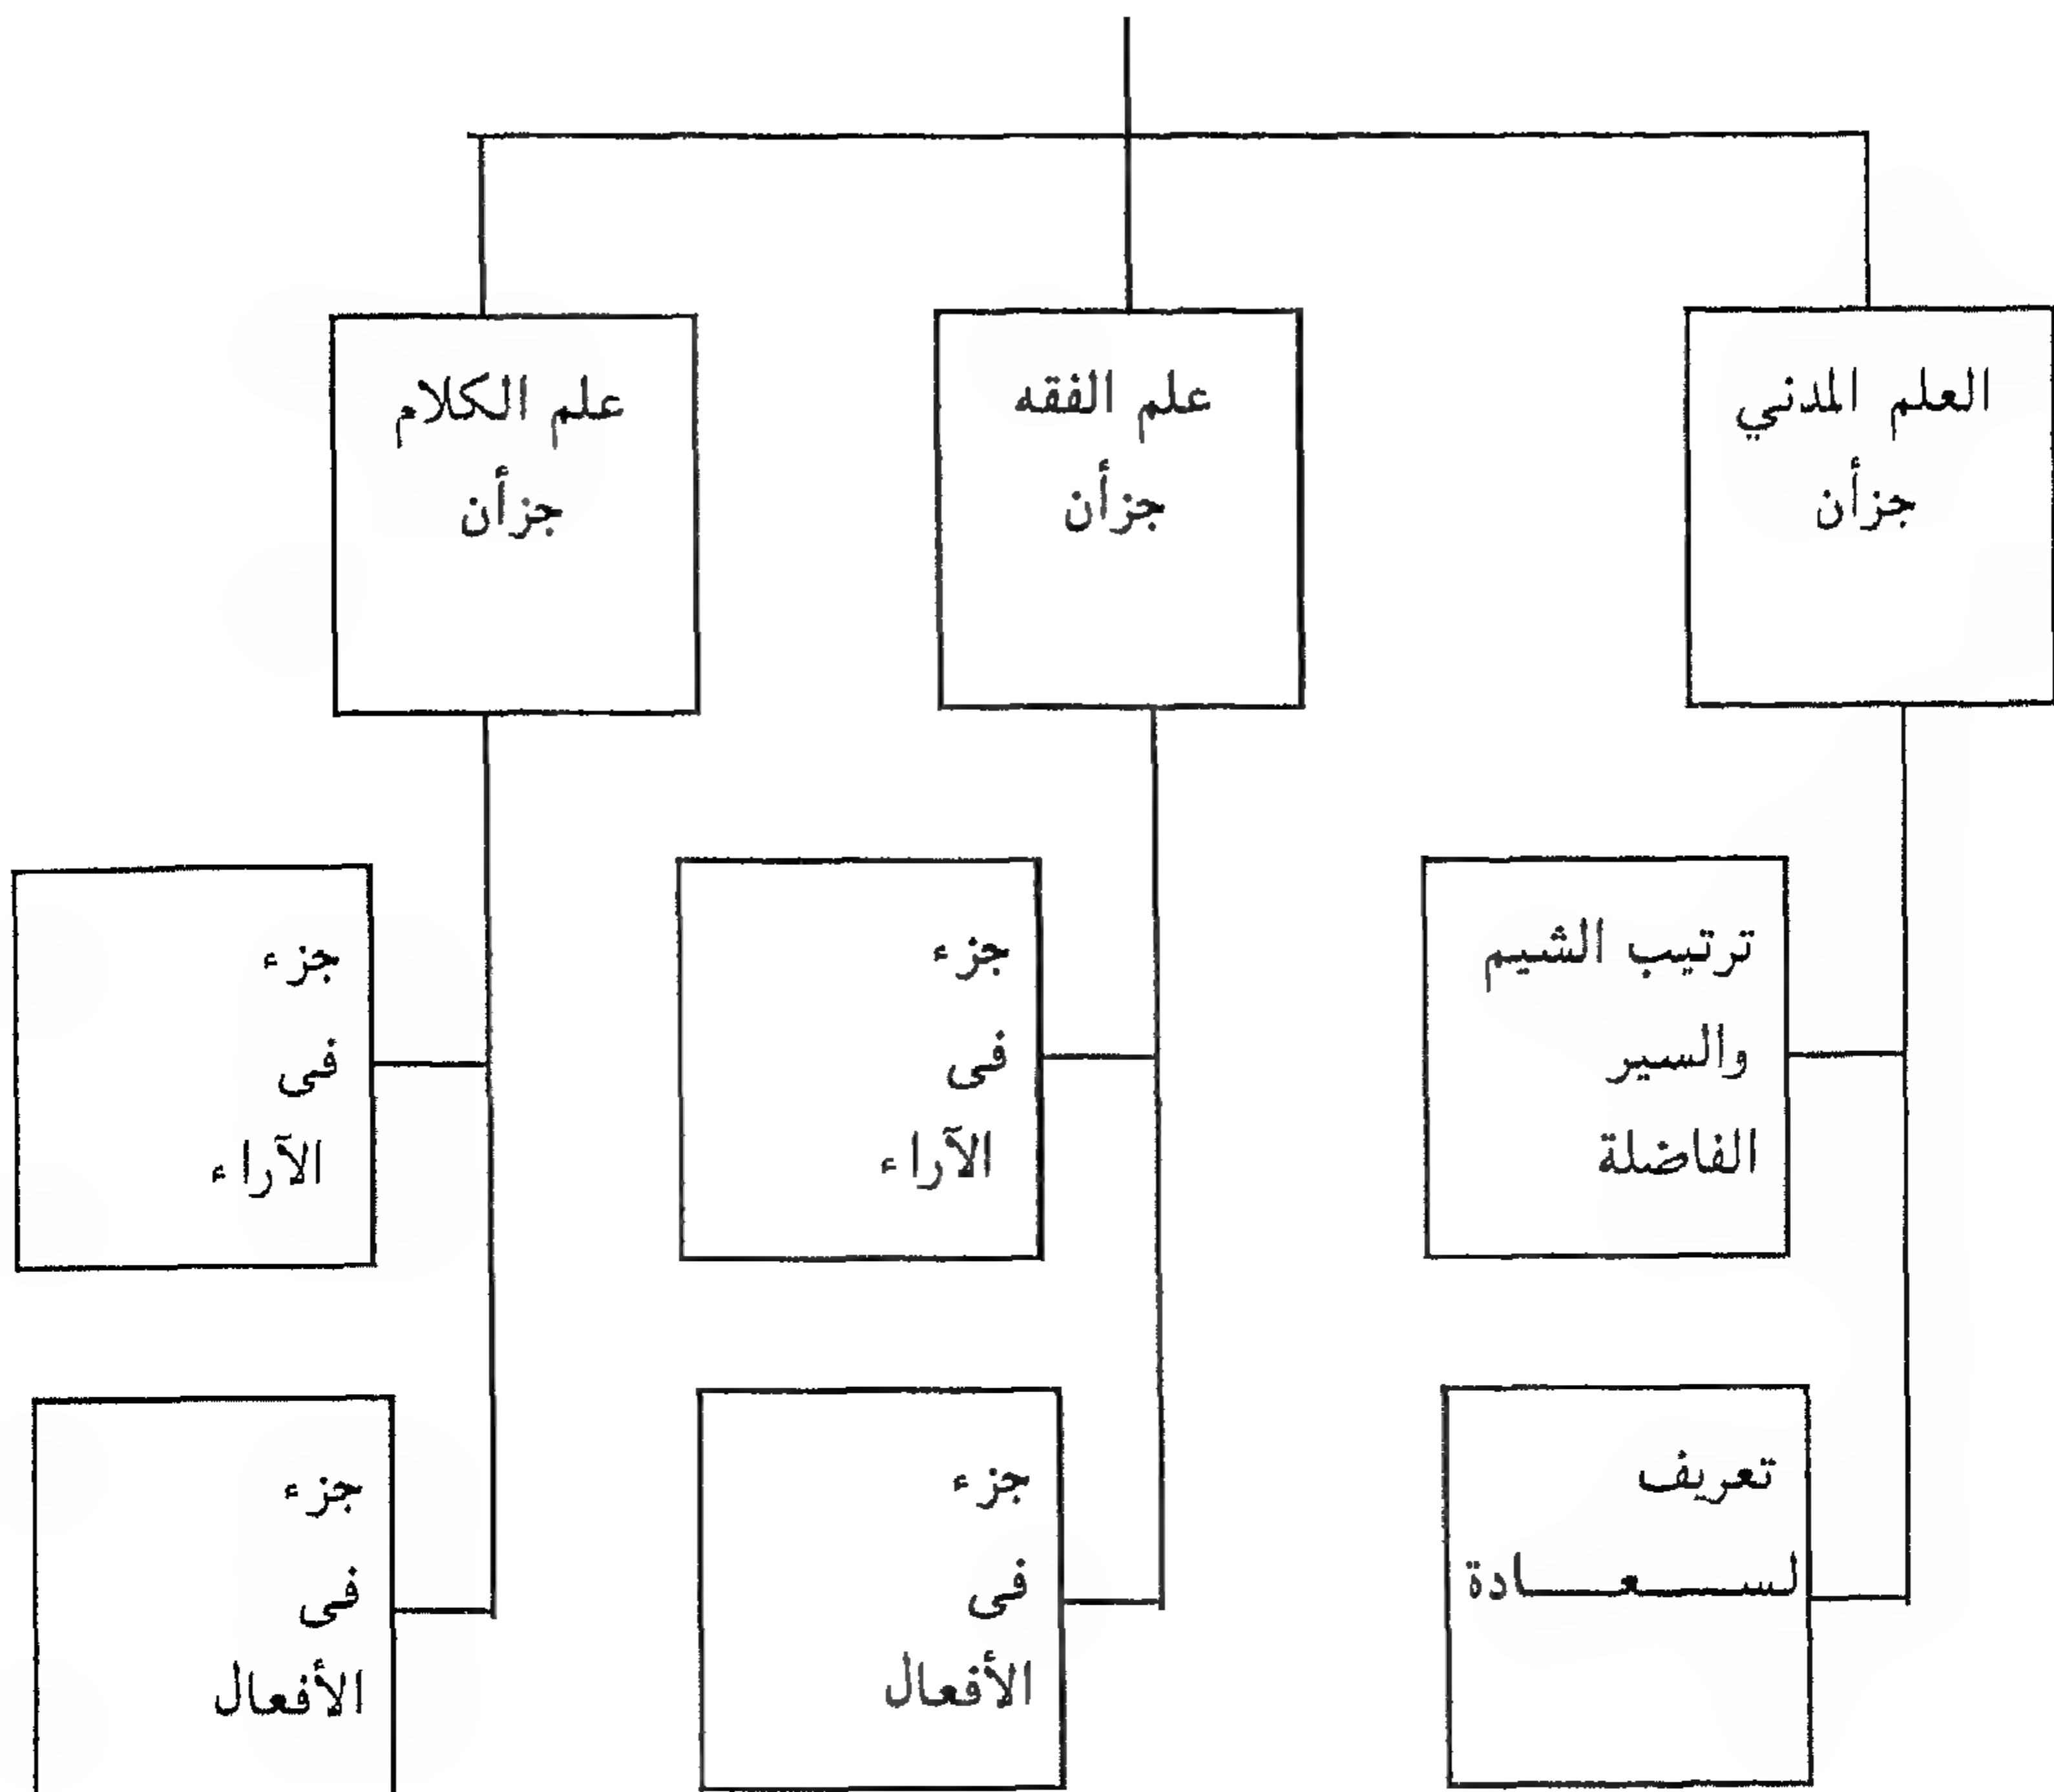 العلم المدني
جزأن
علم الفقه
جزأن
علم الكلام
جزأن
ترتيب الشيم
والسير
الفاضلة
جزء
فى
الآراء
جزء
فى
الآراء
تعريف
لســـــعـــــادة
جزء
فى
الأفعال
جزء
فى
الأفعال